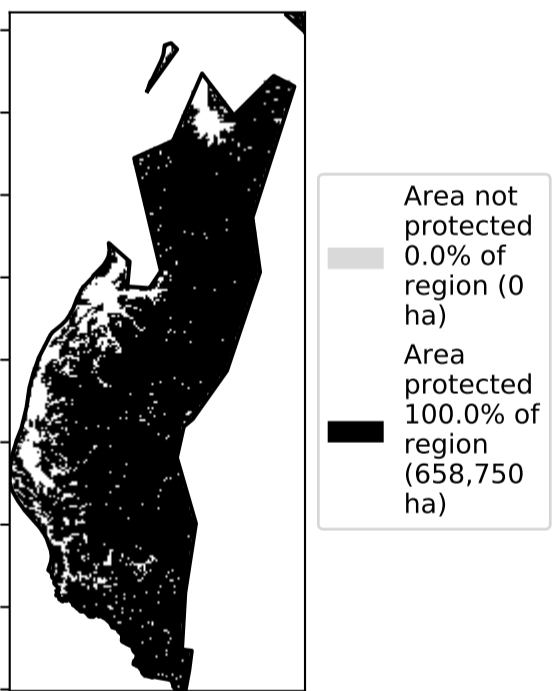 Area not
protected
0.0% of
region (0
ha)
Area
protected
100.0% of
region
(658,750
ha)